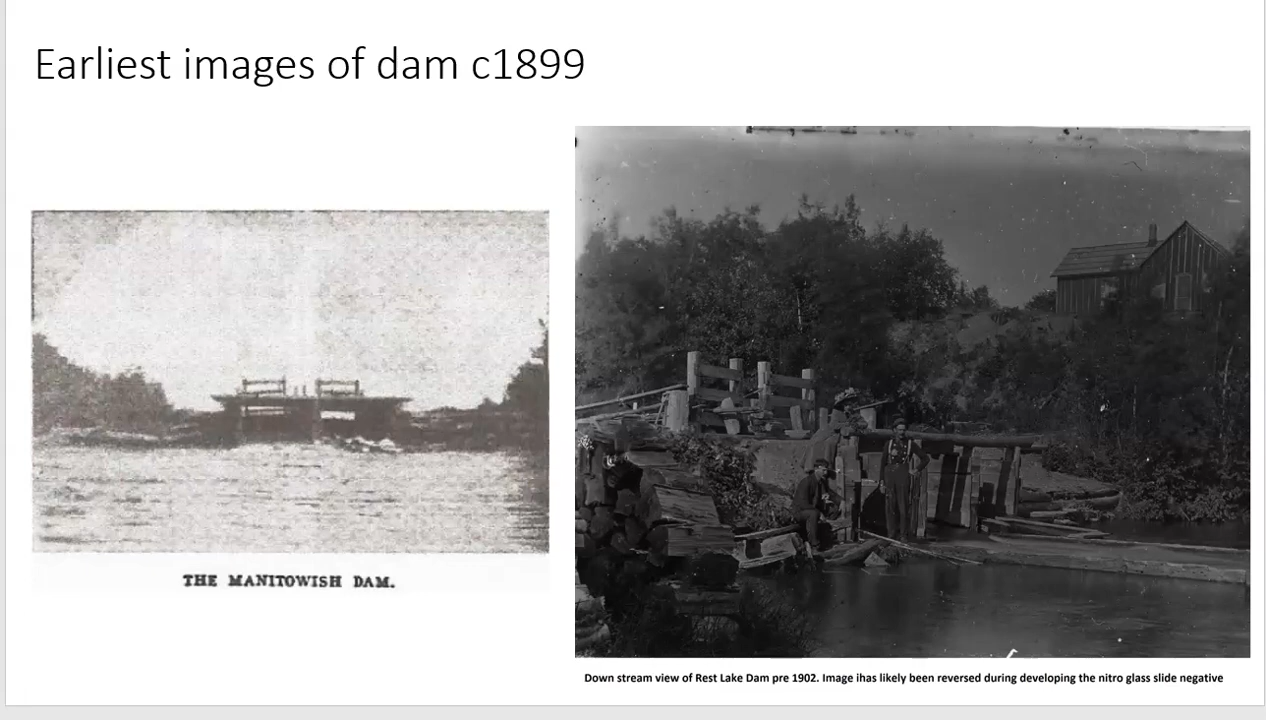 Earliest images of dam c1899
THE MANITOWISH DAM.
Down stream view of Rest Lake Dam pre 1902. Image ihas likely been reversed during developing the nitro glass slide negative